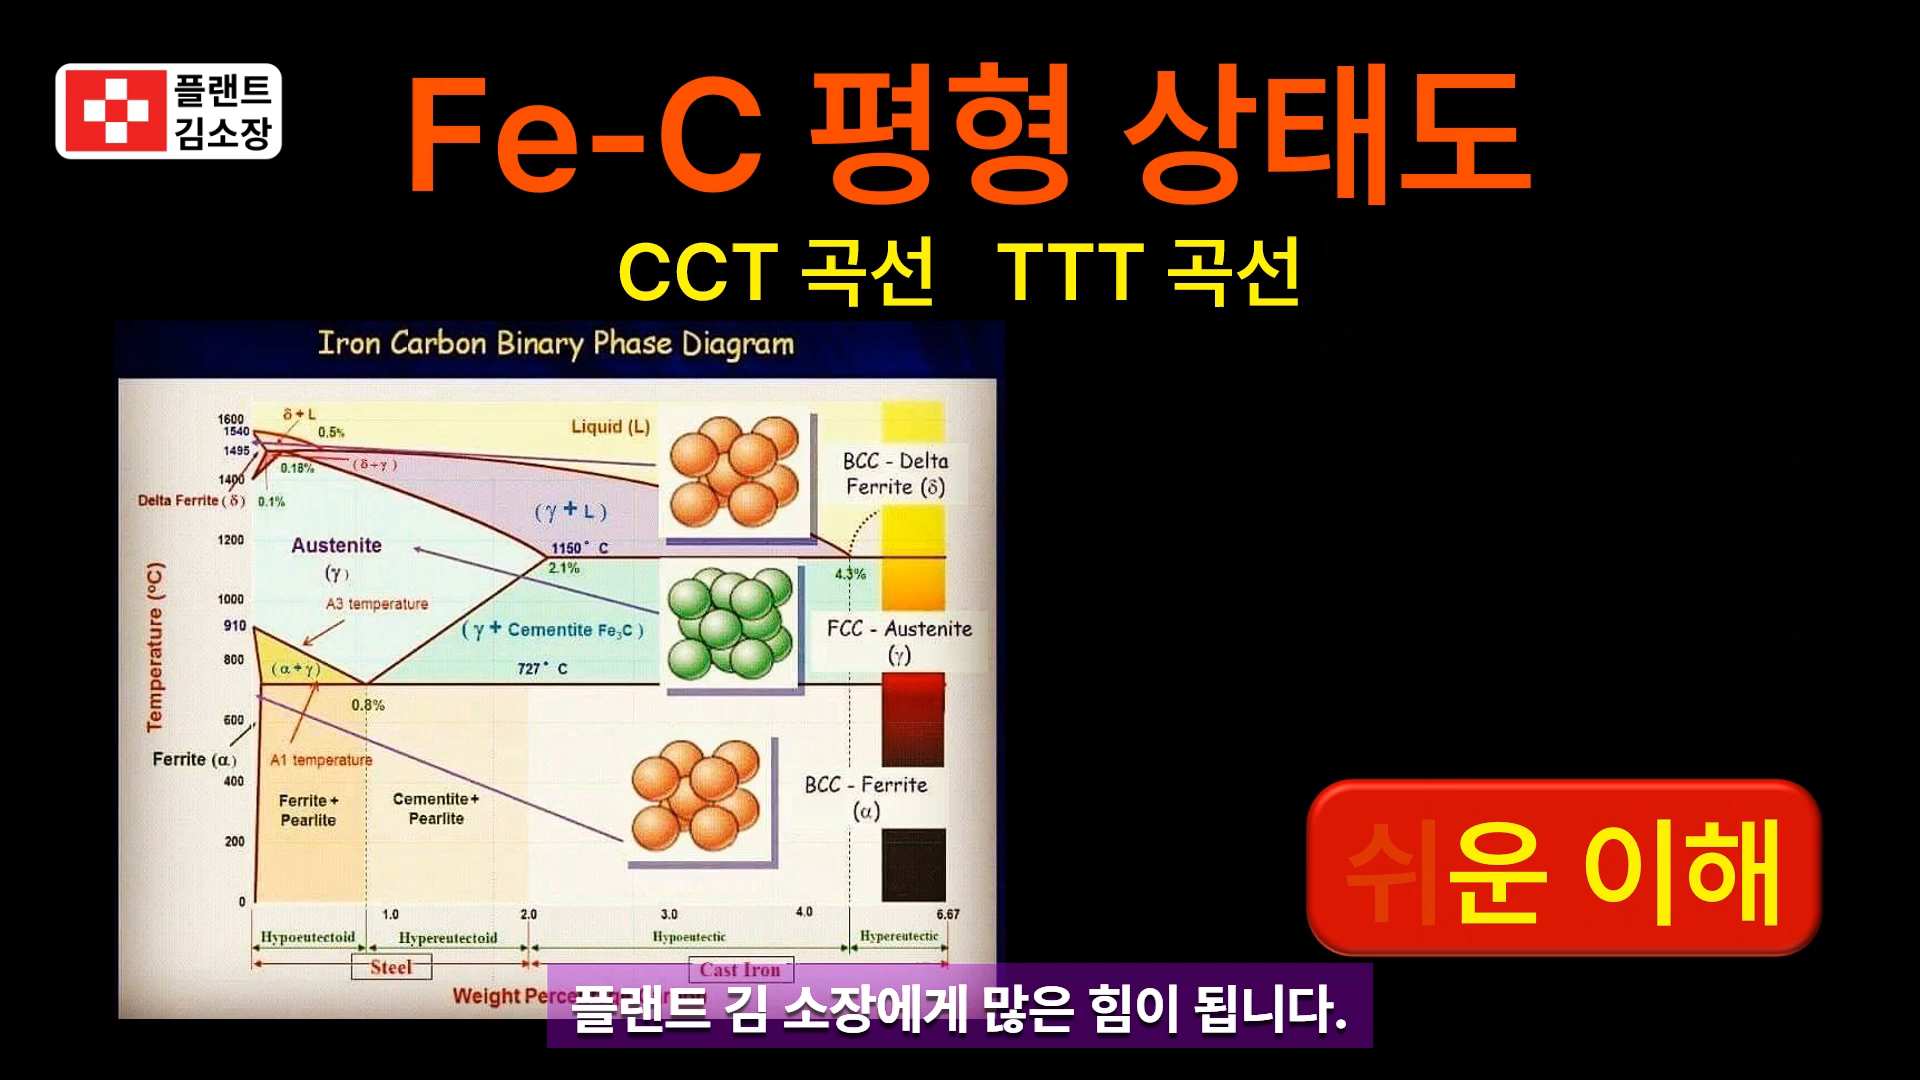 플랜트
김소장
Fe-C 평형 상태도
CCT 곡선 TTT 곡선
Iron Carbon Binary Phase Diagram
δ + L
1600
1540
0.5%
Liquid (L)
1495
0.18%
(δ+γ)
1400
Delta Ferrite (δ)
0.1%
BCC - Delta
Ferrite (δ)
(γ + L)
1200
Austenite
(γ)
1150° C
2.1%
4.3%
A3 temperature
1000
910
(γ + Cementite Fe₃C)
FCC - Austenite
(γ)
800
(α+γ)
727° C
Temperature (ºC)
0.8%
600
Ferrite (α)
A1 temperature
400
BCC - Ferrite
(α)
Ferrite +
Pearlite
Cementite +
Pearlite
200
0
1.0
2.0
3.0
4.0
6.67
Hypoeutectoid
Hypereutectoid
Hypoeutectic
Hypereutectic
Steel
Cast Iron
Weight
쉬운 이해
플랜트 김 소장에게 많은 힘이 됩니다.